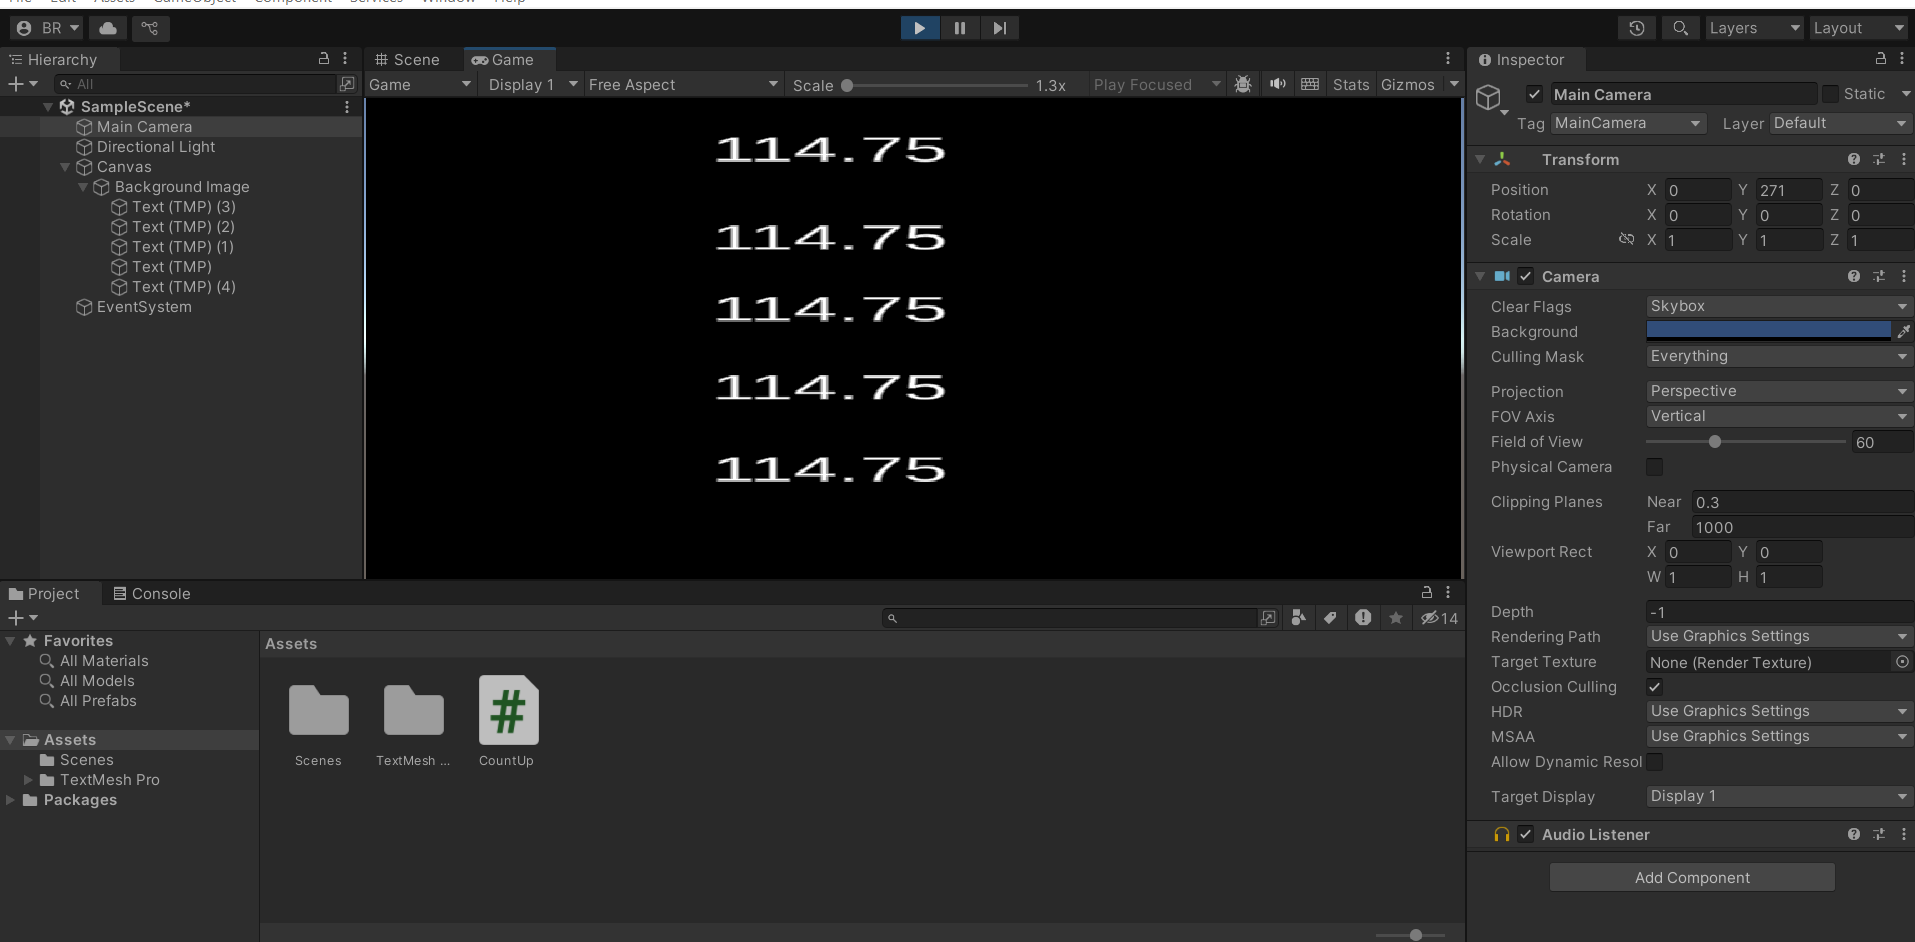 File Edit Assets GameObject Component Services Window Help
BR
Layers
Layout
Hierarchy
All
SampleScene*
Main Camera
Directional Light
Canvas
Background Image
Text (TMP) (3)
Text (TMP) (2)
Text (TMP) (1)
Text (TMP)
Text (TMP) (4)
EventSystem
Scene Game
Game Display 1 Free Aspect Scale 1.3x Play Focused Stats Gizmos
114.75
114.75
114.75
114.75
114.75
Inspector
Main Camera Static
Tag MainCamera Layer Default
Transform
Position X 0 Y 271 Z 0
Rotation X 0 Y 0 Z 0
Scale X 1 Y 1 Z 1
Camera
Clear Flags Skybox
Background
Culling Mask Everything
Projection Perspective
FOV Axis Vertical
Field of View 60
Physical Camera
Clipping Planes Near 0.3
Far 1000
Viewport Rect X 0 Y 0
W 1 H 1
Depth -1
Rendering Path Use Graphics Settings
Target Texture None (Render Texture)
Occlusion Culling
HDR Use Graphics Settings
MSAA Use Graphics Settings
Allow Dynamic Resol
Target Display Display 1
Audio Listener
Add Component
Project Console
14
Favorites
All Materials
All Models
All Prefabs
Assets
Scenes
TextMesh Pro
Packages
Assets
Scenes TextMesh ... CountUp